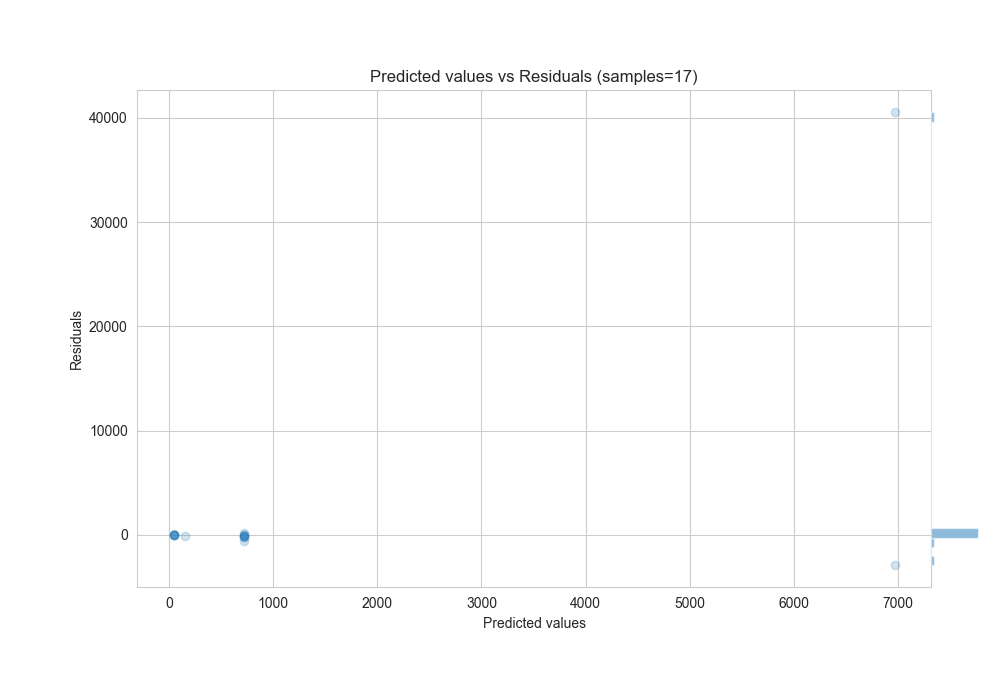 Predicted values vs Residuals (samples=17)
40000
30000
20000
10000
0
Residuals
0 1000 2000 3000 4000 5000 6000 7000
Predicted values